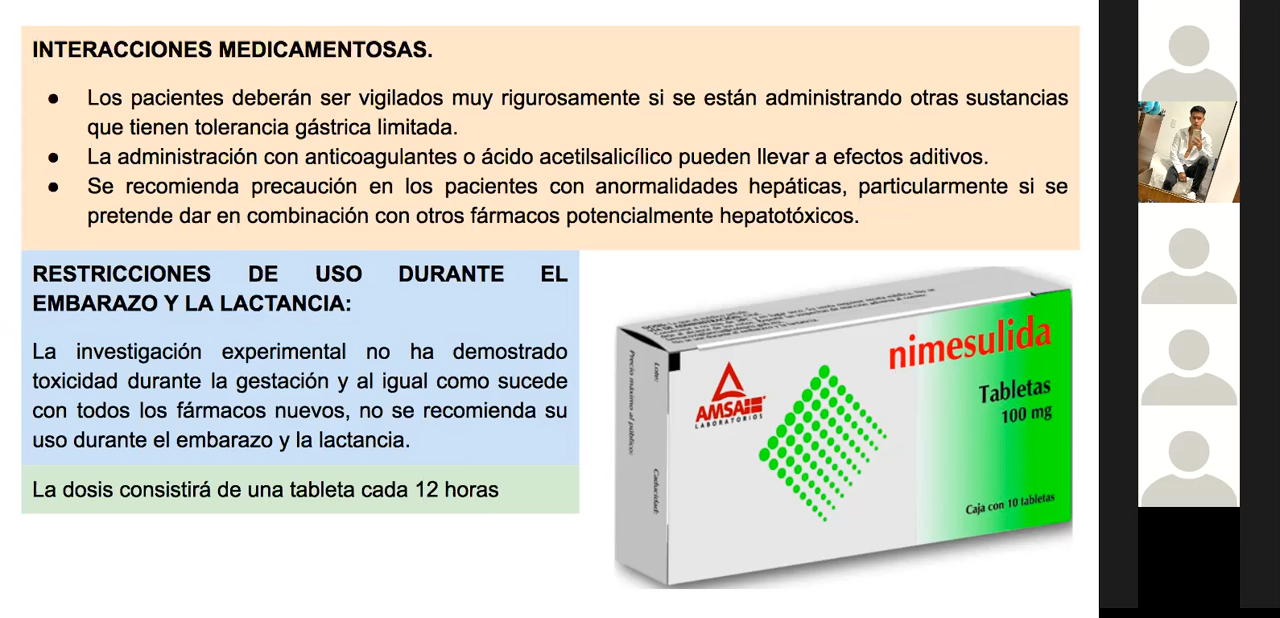 INTERACCIONES MEDICAMENTOSAS.
● Los pacientes deberán ser vigilados muy rigurosamente si se están administrando otras sustancias
que tienen tolerancia gástrica limitada.
● La administración con anticoagulantes o ácido acetilsalicílico pueden llevar a efectos aditivos.
● Se recomienda precaución en los pacientes con anormalidades hepáticas, particularmente si se
pretende dar en combinación con otros fármacos potencialmente hepatotóxicos.
RESTRICCIONES DE USO DURANTE EL
EMBARAZO Y LA LACTANCIA:
La investigación experimental no ha demostrado
toxicidad durante la gestación y al igual como sucede
con todos los fármacos nuevos, no se recomienda su
uso durante el embarazo y la lactancia.
La dosis consistirá de una tableta cada 12 horas
Lote:
Precio máximo al público:
Caducidad:
AMSA
LABORATORIOS
nimesulida
Tabletas
100 mg
Caja con 10 tabletas